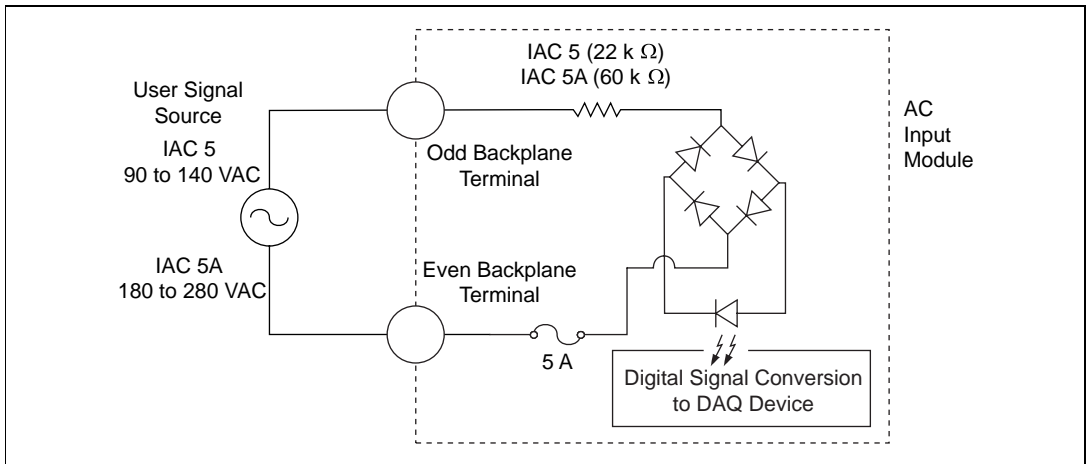 IAC 5 (22 k Ω)
IAC 5A (60 k Ω)
User Signal
Source
IAC 5
90 to 140 VAC
IAC 5A
180 to 280 VAC
Odd Backplane
Terminal
Even Backplane
Terminal
5 A
AC
Input
Module
Digital Signal Conversion
to DAQ Device